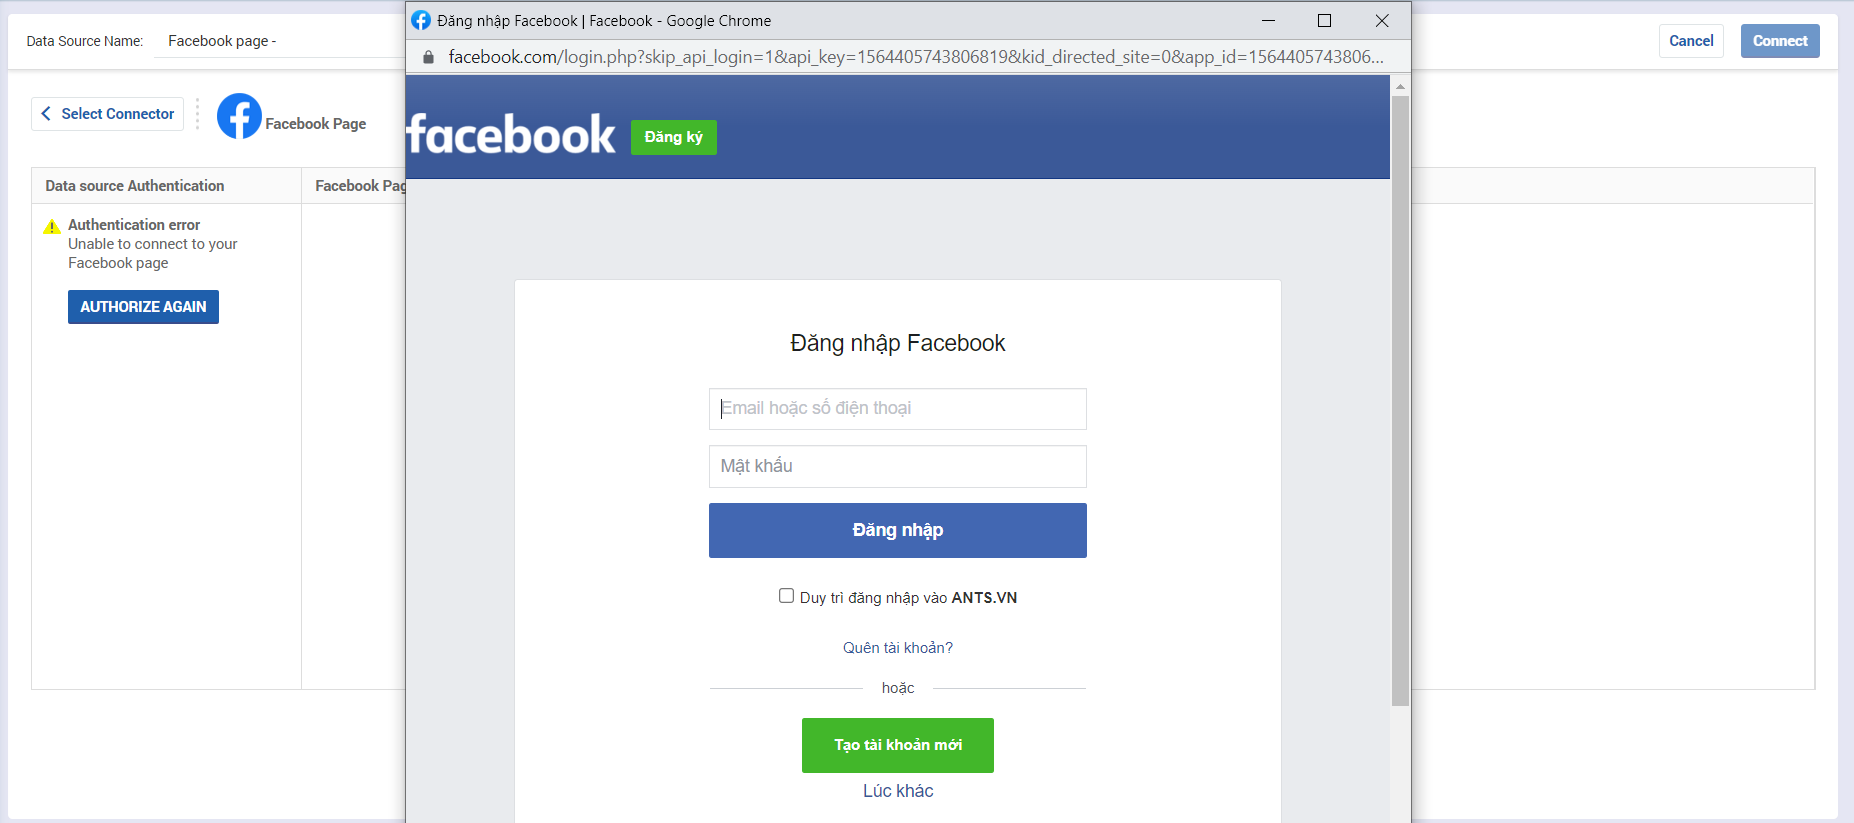 Đăng nhập Facebook | Facebook - Google Chrome
facebook.com/login.php?skip_api_login=1&api_key=1564405743806819&kid_directed_site=0&app_id=1564405743806...
Data Source Name: Facebook page -
Cancel
Connect
Select Connector
Facebook Page
Data source Authentication
Facebook Pag
Authentication error
Unable to connect to your
Facebook page
AUTHORIZE AGAIN
facebook
Đăng ký
Đăng nhập Facebook
Email hoặc số điện thoại
Mật khẩu
Đăng nhập
Duy trì đăng nhập vào ANTS.VN
Quên tài khoản?
hoặc
Tạo tài khoản mới
Lúc khác